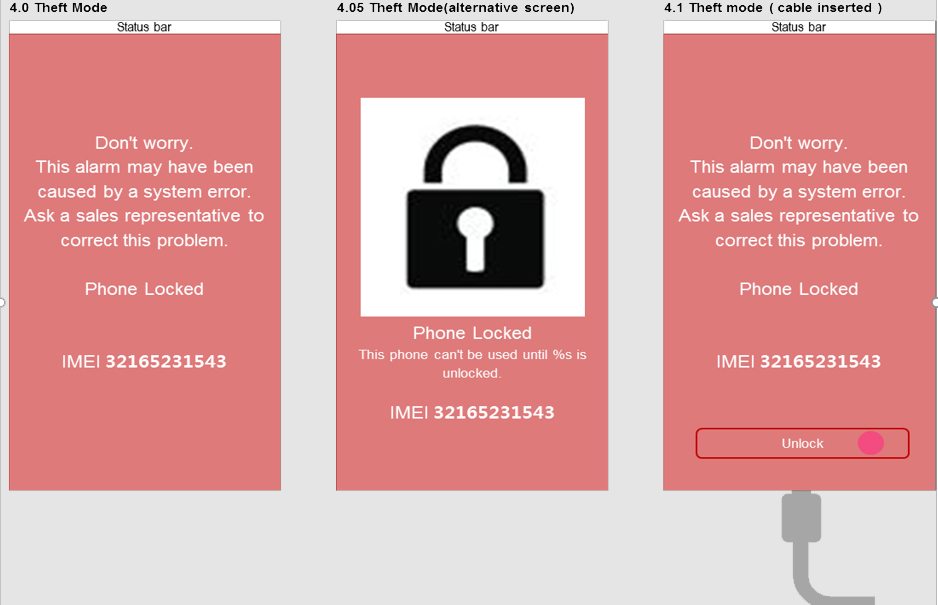 4.0 Theft Mode
Status bar
Don't worry.
This alarm may have been
caused by a system error.
Ask a sales representative to
correct this problem.
Phone Locked
IMEI 32165231543
4.05 Theft Mode(alternative screen)
Status bar
Phone Locked
This phone can't be used until %s is
unlocked.
IMEI 32165231543
4.1 Theft mode ( cable inserted )
Status bar
Don't worry.
This alarm may have been
caused by a system error.
Ask a sales representative to
correct this problem.
Phone Locked
IMEI 32165231543
Unlock